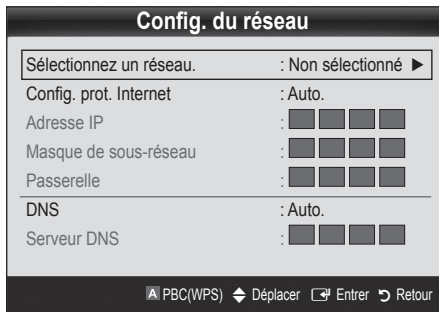 Config. du réseau
Sélectionnez un réseau. : Non sélectionné ►
Config. prot. Internet : Auto.
Adresse IP :
Masque de sous-réseau :
Passerelle :
DNS : Auto.
Serveur DNS :
A PBC(WPS) Déplacer Entrer Retour